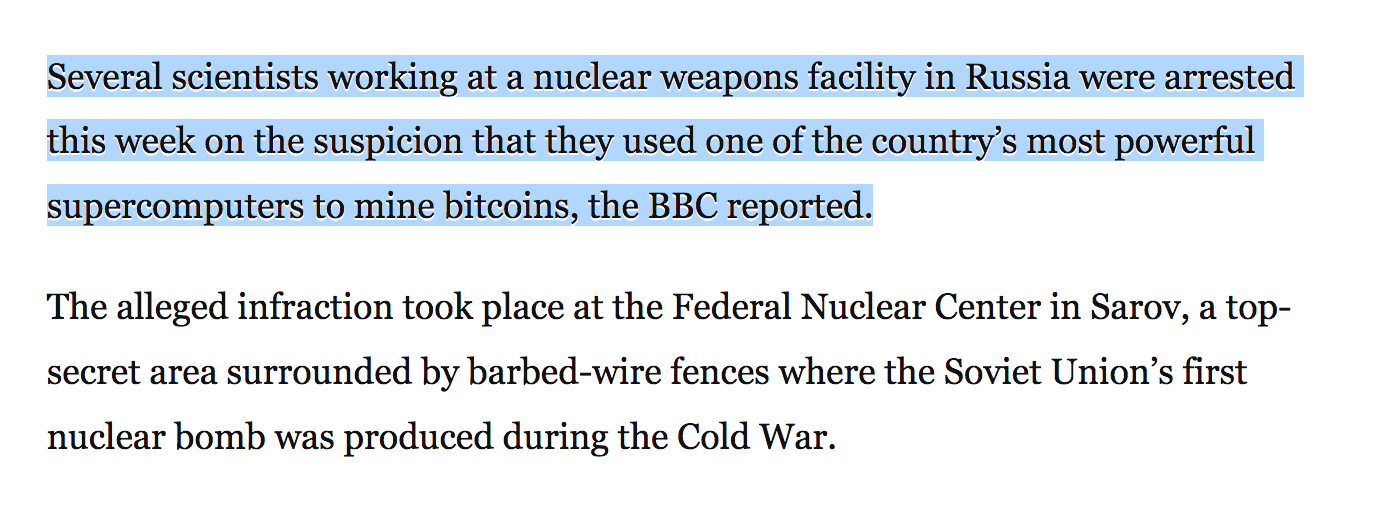 Several scientists working at a nuclear weapons facility in Russia were arrested
this week on the suspicion that they used one of the country’s most powerful
supercomputers to mine bitcoins, the BBC reported.
The alleged infraction took place at the Federal Nuclear Center in Sarov, a top-
secret area surrounded by barbed-wire fences where the Soviet Union’s first
nuclear bomb was produced during the Cold War.